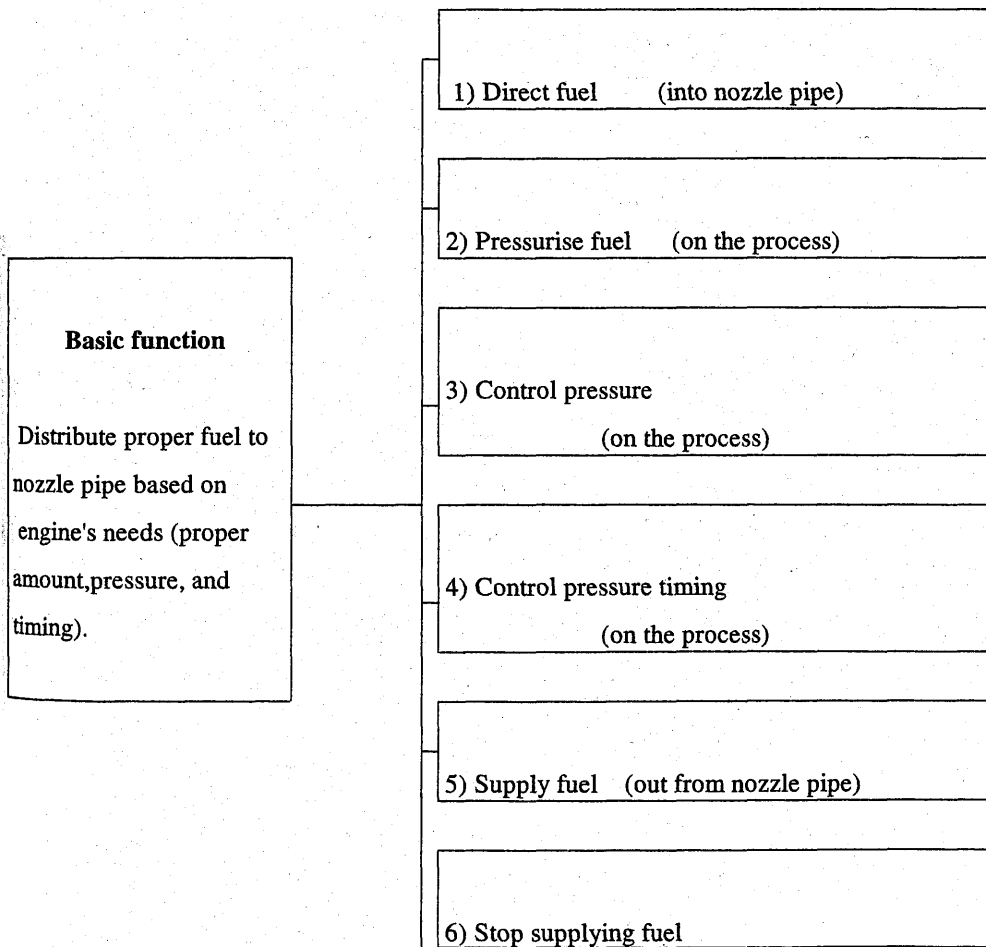 1) Direct fuel (into nozzle pipe)
2) Pressurise fuel (on the process)
Basic function
Distribute proper fuel to
nozzle pipe based on
engine's needs (proper
amount,pressure, and
timing).
3) Control pressure
(on the process)
4) Control pressure timing
(on the process)
5) Supply fuel (out from nozzle pipe)
6) Stop supplying fuel